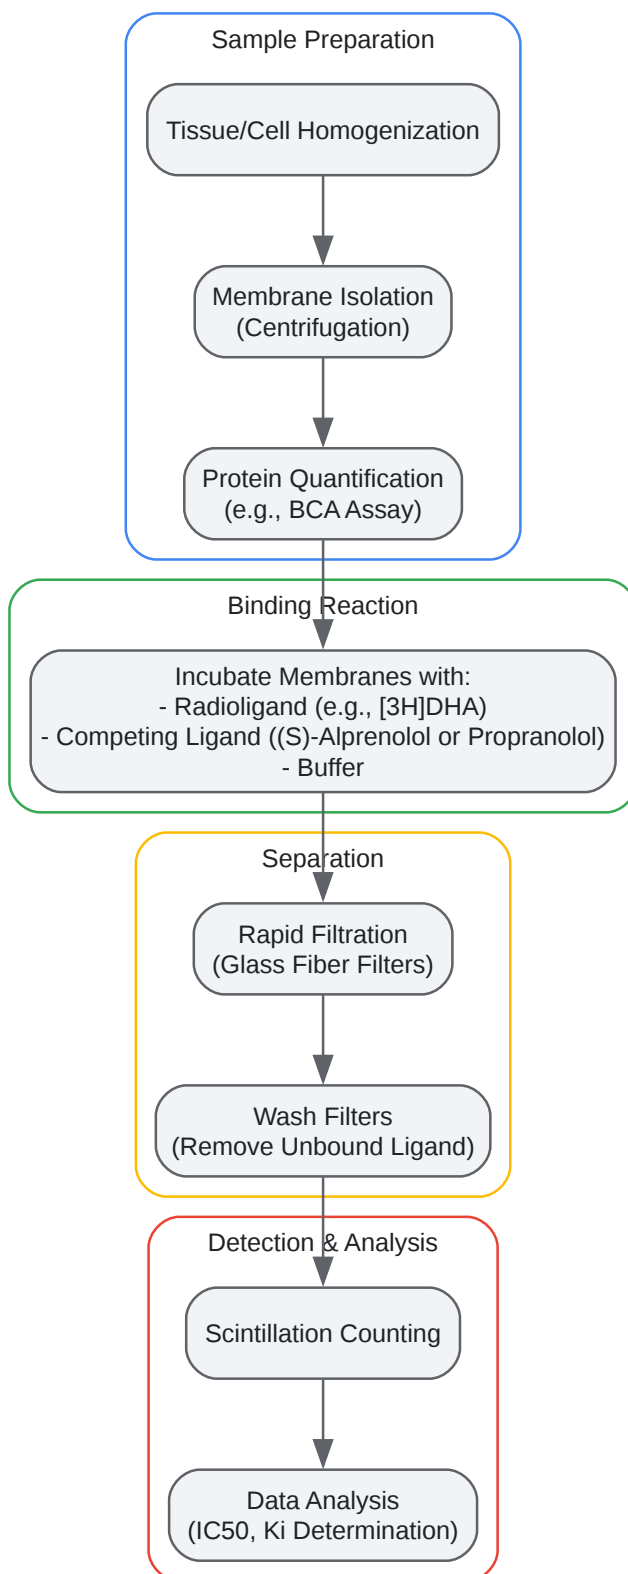 Sample Preparation
Tissue/Cell Homogenization
Membrane Isolation
(Centrifugation)
Protein Quantification
(e.g., BCA Assay)
Binding Reaction
Incubate Membranes with:
- Radioligand (e.g., [3H]DHA)
- Competing Ligand ((S)-Alprenolol or Propranolol)
- Buffer
Separation
Rapid Filtration
(Glass Fiber Filters)
Wash Filters
(Remove Unbound Ligand)
Detection & Analysis
Scintillation Counting
Data Analysis
(IC50, Ki Determination)